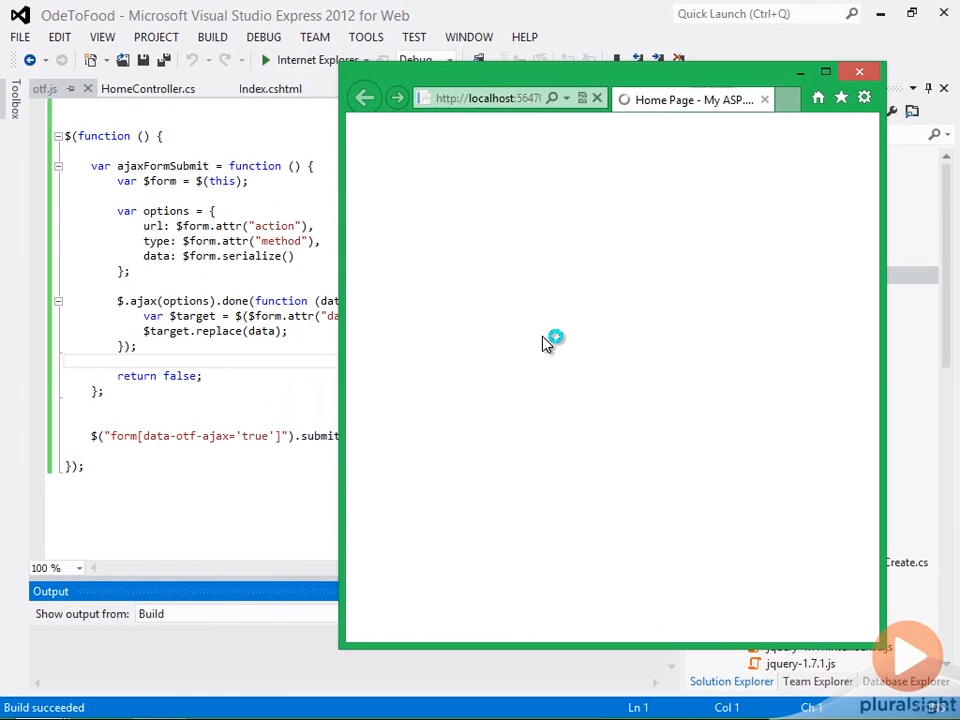 OdeToFood - Microsoft Visual Studio Express 2012 for Web
Quick Launch (Ctrl+Q)
FILE EDIT VIEW PROJECT BUILD DEBUG TEAM TOOLS TEST WINDOW HELP
Internet Explorer Debug
Toolbox
otf.js HomeController.cs Index.cshtml
http://localhost:5647 Home Page - My ASP....
$(function () {
var ajaxFormSubmit = function () {
var $form = $(this);
var options = {
url: $form.attr("action"),
type: $form.attr("method"),
data: $form.serialize()
};
$.ajax(options).done(function (dat
var $target = $($form.attr("da
$target.replace(data);
});
return false;
};
$("form[data-otf-ajax='true']").submit
});
100 %
Create.cs
Output
Show output from: Build
jquery-1.7.1.js
Solution Explorer Team Explorer Database Explorer
pluralsight
Build succeeded Ln 1 Col 1 Ch 1